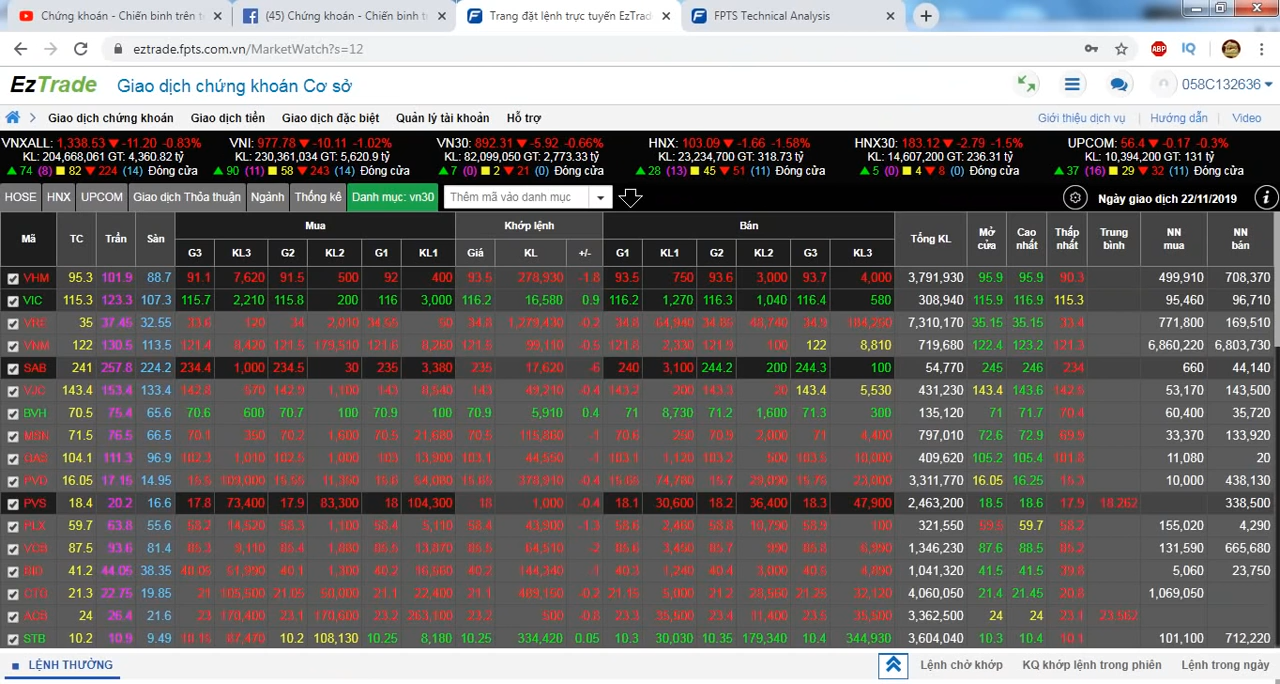 Chứng khoán - Chiến binh trên t
(45) Chứng khoán - Chiến binh t
Trang đặt lệnh trực tuyến EzTrad
FPTS Technical Analysis
eztrade.fpts.com.vn/MarketWatch?s=12
ABP IQ
EzTrade Giao dịch chứng khoán Cơ sở 058C132636
Giao dịch chứng khoán Giao dịch tiền Giao dịch đặc biệt Quản lý tài khoản Hỗ trợ Giới thiệu dịch vụ | Hướng dẫn | Video
VNXALL: 1,338.53 ▼ -11.20 -0.83% VNI: 977.78 ▼ -10.11 -1.02% VN30: 892.31 ▼ -5.92 -0.66% HNX: 103.09 ▼ -1.66 -1.58% HNX30: 183.12 ▼ -2.79 -1.5% UPCOM: 56.4 ▼ -0.17 -0.3%
KL: 204,668,061 GT: 4,360.82 tỷ KL: 230,361,034 GT: 5,620.9 tỷ KL: 82,099,050 GT: 2,773.33 tỷ KL: 23,234,700 GT: 318.73 tỷ KL: 14,607,200 GT: 236.31 tỷ KL: 10,394,200 GT: 131 tỷ
▲ 74 (8) ■ 82 ▼ 224 (14) Đóng cửa ▲ 90 (11) ■ 58 ▼ 243 (14) Đóng cửa ▲ 7 (0) ■ 2 ▼ 21 (0) Đóng cửa ▲ 28 (13) ■ 45 ▼ 51 (11) Đóng cửa ▲ 5 (0) ■ 4 ▼ 8 (0) Đóng cửa ▲ 37 (16) ■ 29 ▼ 32 (11) Đóng cửa
HOSE HNX UPCOM Giao dịch Thỏa thuận Ngành Thống kê Danh mục: vn30 Thêm mã vào danh mục Ngày giao dịch 22/11/2019
Mã TC Trần Sàn Mua Khớp lệnh Bán Tổng KL Mở cửa Cao nhất Thấp nhất Trung bình NN mua NN bán
G3 KL3 G2 KL2 G1 KL1 Giá KL +/- G1 KL1 G2 KL2 G3 KL3
VHM 95.3 101.9 88.7 91.1 7,620 91.5 500 92 400 93.5 278,930 -1.8 93.5 750 93.6 3,000 93.7 4,000 3,791,930 95.9 95.9 90.3 499,910 708,370
VIC 115.3 123.3 107.3 115.7 2,210 115.8 200 116 3,000 116.2 16,580 0.9 116.2 1,270 116.3 1,040 116.4 580 308,940 115.9 116.9 115.3 95,460 96,710
VRE 35 37.45 32.55 33.6 120 34 2,010 34.8 1,279,430 -0.2 34.8 64,940 48,740 34.9 7,310,170 35.15 35.15 33.4 771,800 169,510
VNM 122 130.5 113.5 121.4 8,420 121.5 179,510 121.6 8,260 121.5 99,110 -0.5 121.8 2,330 121.9 100 122 8,810 719,680 122.4 123.2 121.3 6,860,220 6,803,730
SAB 241 257.8 224.2 234.4 1,000 234.5 30 235 3,380 235 17,620 -6 240 3,100 244.2 200 244.3 100 54,770 245 246 234 660 44,140
VJC 143.4 153.4 133.4 142.8 570 142.9 1,100 143 8,540 143 49,210 -0.4 143.2 200 143.3 20 143.4 5,530 431,230 143.4 143.6 142.5 53,170 143,500
BVH 70.5 75.4 65.6 70.6 600 70.7 100 70.9 100 70.9 5,910 0.4 71 8,730 71.2 1,600 71.3 300 135,120 71 71.7 70.4 60,400 35,720
MSN 71.5 76.5 66.5 70.1 350 70.2 1,600 70.5 21,680 70.5 115,860 -1 70.6 250 70.9 2,000 71 4,400 797,010 72.6 72.9 69.9 33,370 133,920
GAS 104.1 111.3 96.9 102.3 1,010 102.5 1,000 103 13,900 103.1 44,550 -1 103.1 1,120 103.2 500 103.5 10,000 409,620 105.2 105.4 101.8 11,080 20
PVD 16.05 17.15 14.95 15.5 109,000 15.55 11,350 15.6 54,080 15.65 378,910 -0.4 15.65 74,780 15.7 29,090 15.75 23,000 3,311,770 16.05 16.25 15.3 10,000 438,130
PVS 18.4 20.2 16.6 17.8 73,400 17.9 83,300 18 104,300 18 1,000 -0.4 18.1 30,600 18.2 36,400 18.3 47,900 2,463,200 18.5 18.6 17.9 18.262 338,500
PLX 59.7 63.8 55.6 58.2 14,520 58.3 1,100 58.4 5,110 58.4 43,900 -1.3 58.6 2,460 58.8 10,790 58.9 100 321,550 59.5 59.7 58.2 155,020 4,290
VCB 87.5 93.6 81.4 85.3 9,110 85.4 1,880 85.5 13,870 85.5 64,510 -2 85.6 3,450 85.7 990 85.8 6,990 1,346,230 87.6 88.5 85.2 131,590 665,680
BID 41.2 44.05 38.35 40.05 51,990 40.1 1,300 40.2 16,660 40.2 144,340 -1 40.3 1,240 40.4 3,000 40.5 4,890 1,041,320 41.5 41.5 39.8 5,060 23,750
CTG 21.3 22.75 19.85 21 105,500 21.05 50,000 21.1 22,400 21.1 -0.2 21.15 5,000 21.2 28,560 21.25 32,120 4,060,050 21.4 21.45 20.8 1,069,050
ACB 24 26.4 21.6 23 170,400 23.1 170,600 23.2 263,100 23.2 500 -0.8 23.3 35,500 23.4 11,400 23.5 35,500 3,362,500 24 24 23.1 23.562
STB 10.2 10.9 9.49 10.15 87,470 10.2 108,130 10.25 8,180 10.25 334,420 0.05 10.3 30,030 10.35 179,340 10.4 344,930 3,604,040 10.3 10.4 10.1 101,100 712,220
LỆNH THƯỜNG Lệnh chờ khớp KQ khớp lệnh trong phiên Lệnh trong ngày